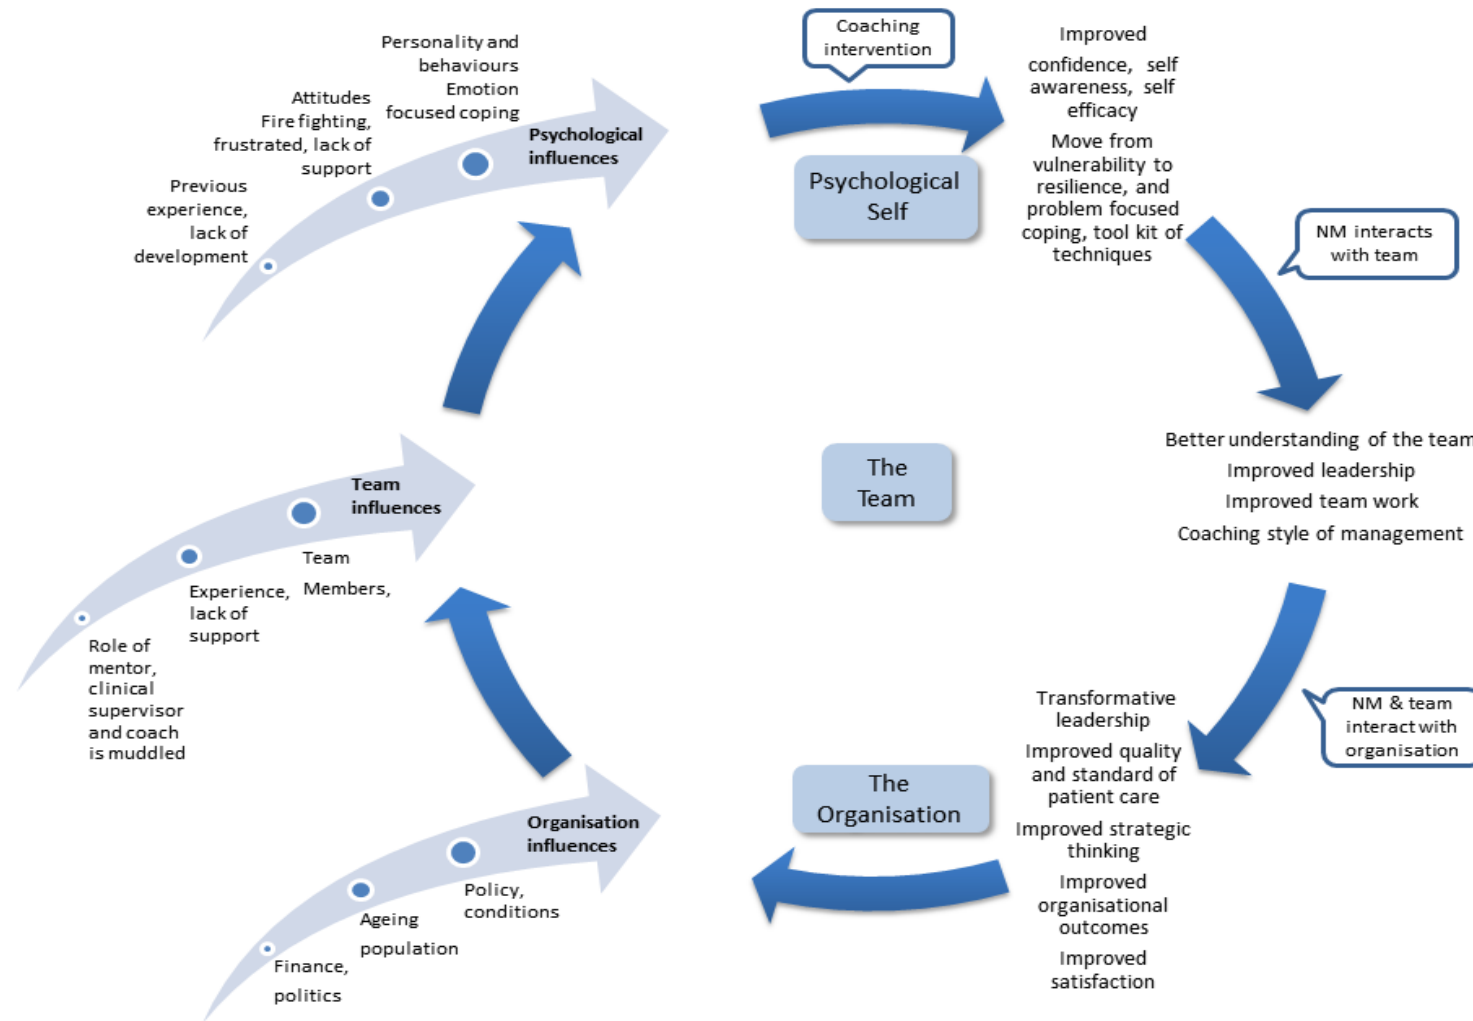 Personality and
behaviours
Emotion
focused coping
Attitudes
Fire fighting,
frustrated, lack of
support
Previous
experience,
lack of
development
Psychological
influences
Coaching
intervention
Psychological
Self
Improved
confidence, self
awareness, self
efficacy
Move from
vulnerability to
resilience, and
problem focused
coping, tool kit of
techniques
NM interacts
with team
Team
influences
Team
Members,
Experience,
lack of
support
Role of
mentor,
clinical
supervisor
and coach
is muddled
The
Team
Better understanding of the team
Improved leadership
Improved team work
Coaching style of management
NM & team
interact with
organisation
Organisation
influences
Policy,
conditions
Ageing
population
Finance,
politics
The
Organisation
Transformative
leadership
Improved quality
and standard of
patient care
Improved strategic
thinking
Improved
organisational
outcomes
Improved
satisfaction